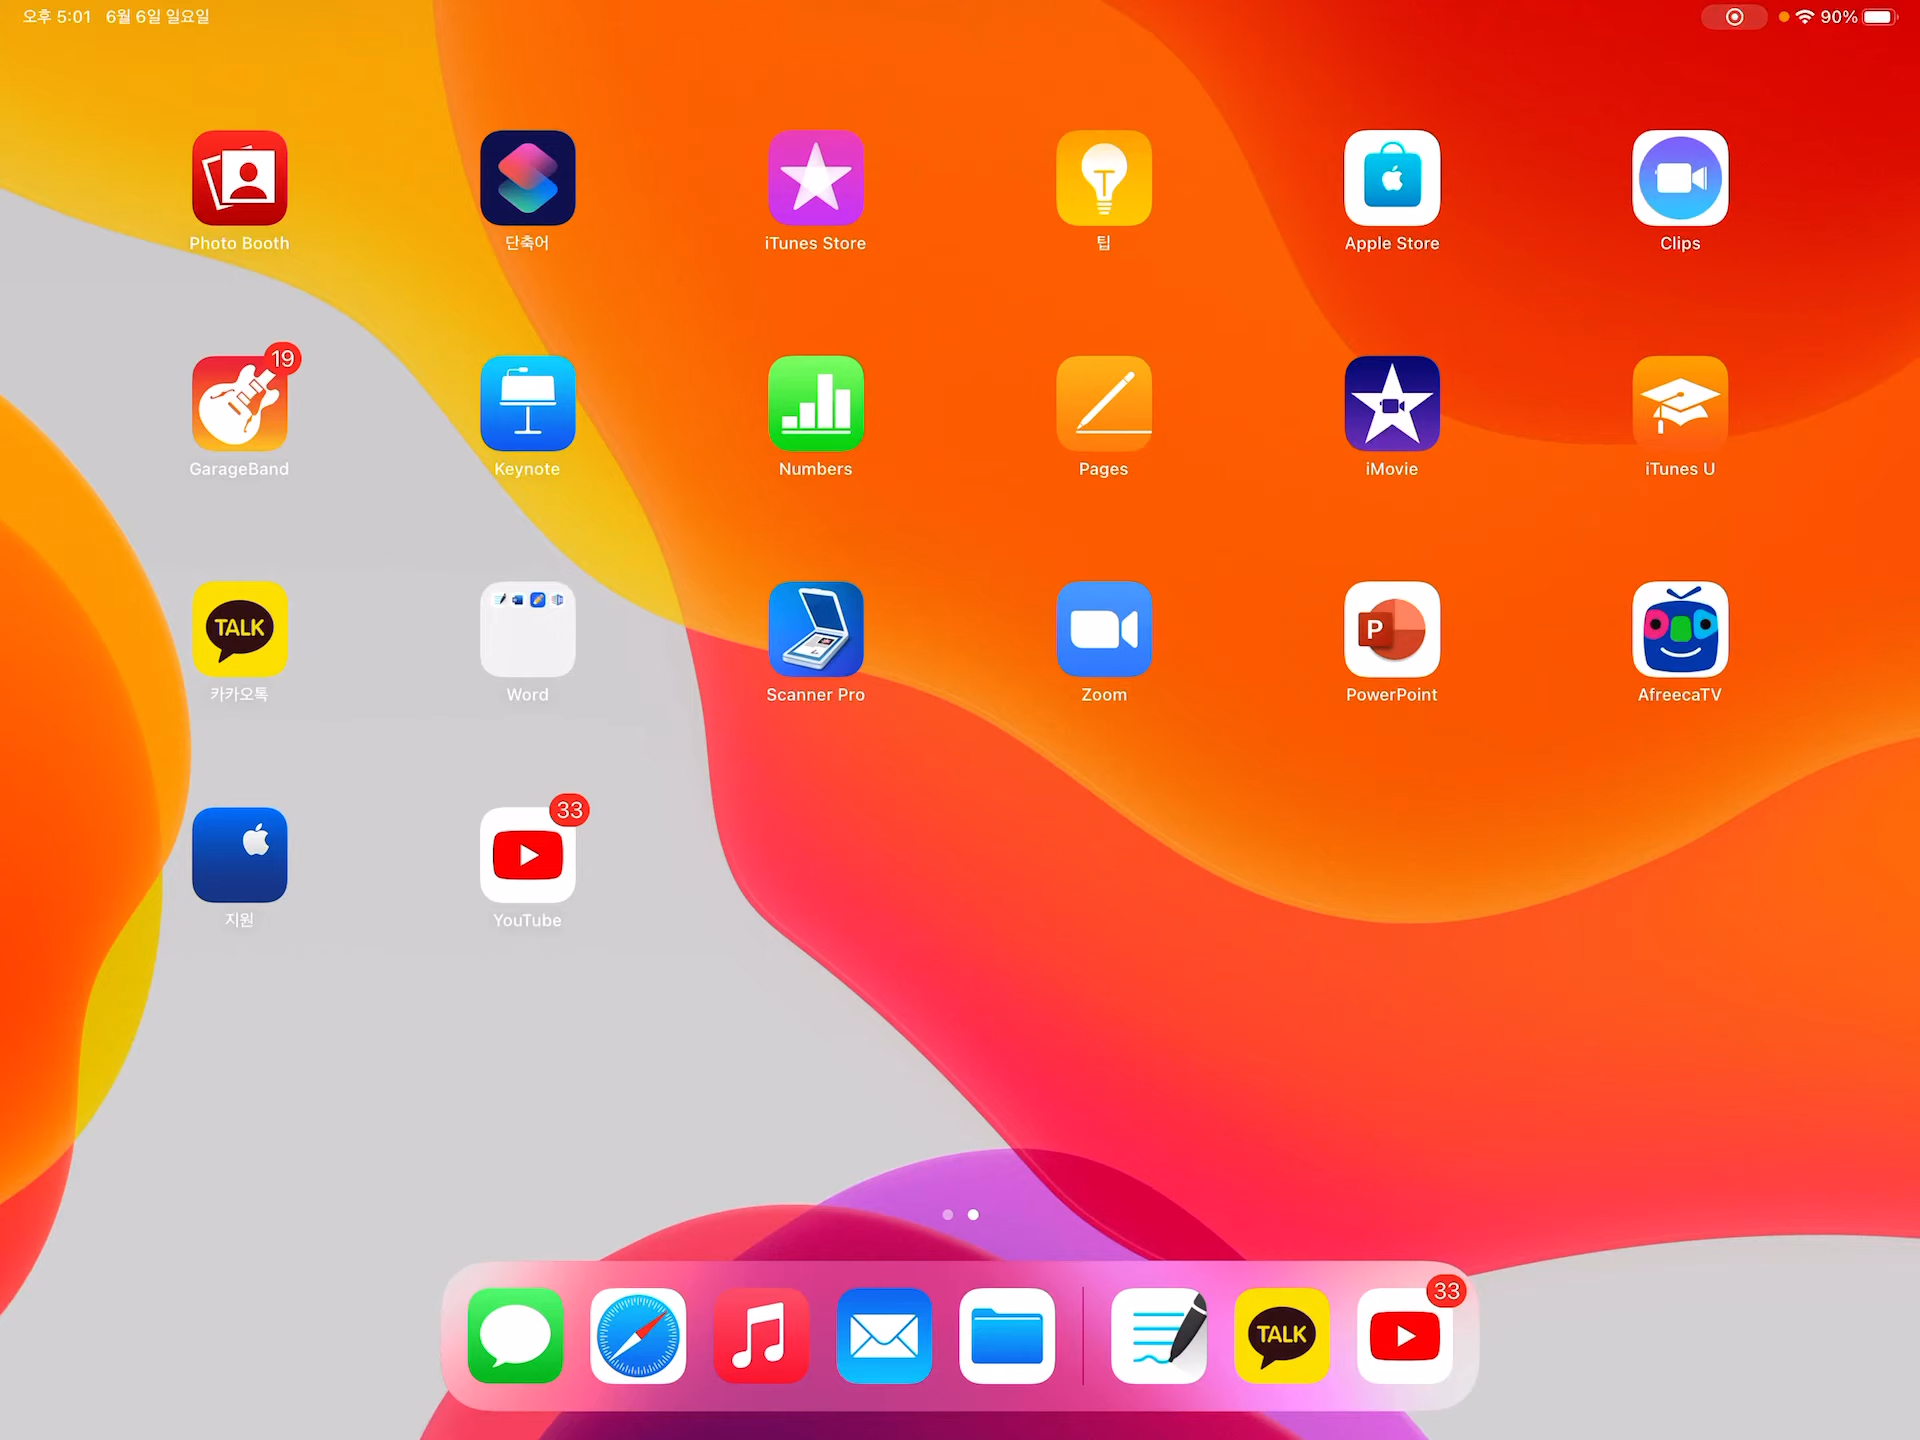 오후 5:01 6월 6일 일요일
90%
Photo Booth
단축어
iTunes Store
팁
Apple Store
Clips
19
GarageBand
Keynote
Numbers
Pages
iMovie
iTunes U
TALK
P
카카오톡
Word
Scanner Pro
Zoom
PowerPoint
AfreecaTV
33
지원
YouTube
33
TALK